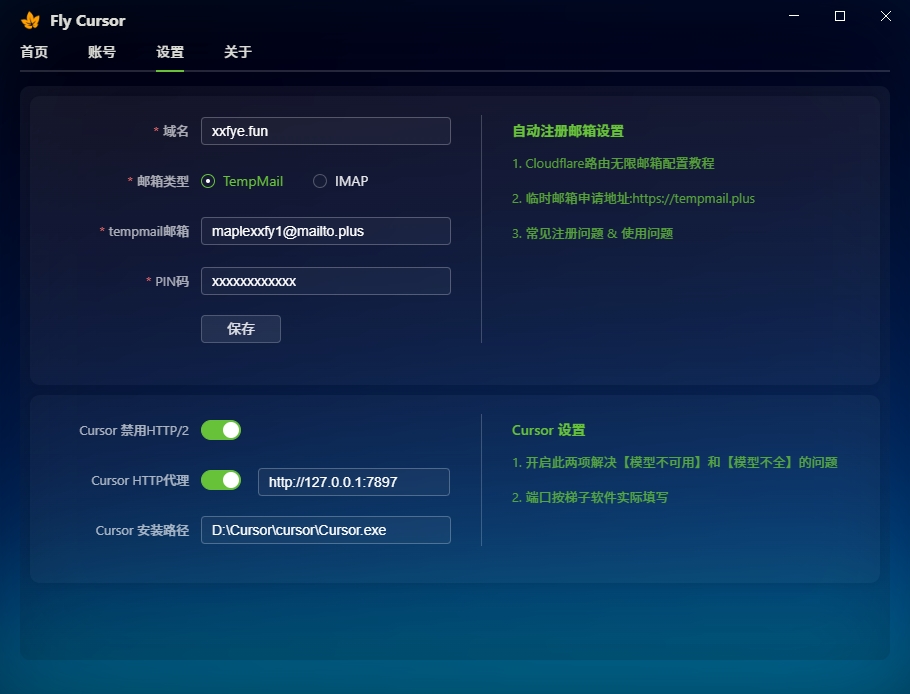 Fly Cursor
首页 账号 设置 关于
* 域名 xxfye.fun
* 邮箱类型 TempMail IMAP
* tempmail邮箱 maplexxfy1@mailto.plus
* PIN码 xxxxxxxxxxxx
保存
自动注册邮箱设置
1. Cloudflare路由无限邮箱配置教程
2. 临时邮箱申请地址:https://tempmail.plus
3. 常见注册问题 & 使用问题
Cursor 禁用HTTP/2
Cursor HTTP代理 http://127.0.0.1:7897
Cursor 安装路径 D:\Cursor\cursor\Cursor.exe
Cursor 设置
1. 开启此两项解决【模型不可用】和【模型不全】的问题
2. 端口按梯子软件实际填写